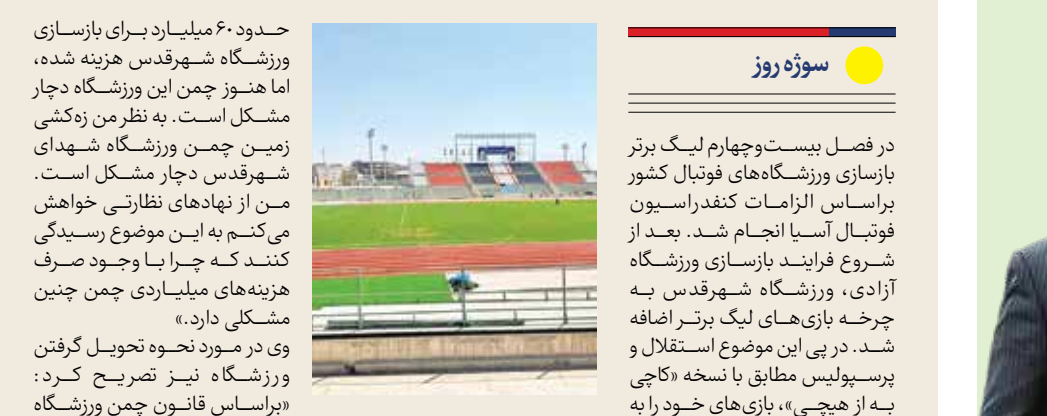 سوژه روز
در فصل بیست‌وچهارم لیگ برتر
بازسازی ورزشگاه‌های فوتبال کشور
براساس الزامات کنفدراسیون
فوتبال آسیا انجام شد. بعد از
شروع فرایند بازسازی ورزشگاه
آزادی، ورزشگاه شهرقدس به
چرخه بازی‌های لیگ برتر اضافه
شد. در پی این موضوع استقلال و
پرسپولیس مطابق با نسخه «کاچی
به از هیچی»، بازی‌های خود را به
حدود ۶۰ میلیارد برای بازسازی
ورزشگاه شهرقدس هزینه شده،
اما هنوز چمن این ورزشگاه دچار
مشکل است. به نظر من زه‌کشی
زمین چمن ورزشگاه شهدای
شهرقدس دچار مشکل است.
من از نهادهای نظارتی خواهش
می‌کنم به این موضوع رسیدگی
کنند که چرا با وجود صرف
هزینه‌های میلیاردی چمن چنین
مشکلی دارد.»
وی در مورد نحوه تحویل گرفتن
ورزشگاه نیز تصریح کرد:
«براساس قانون چمن ورزشگاه